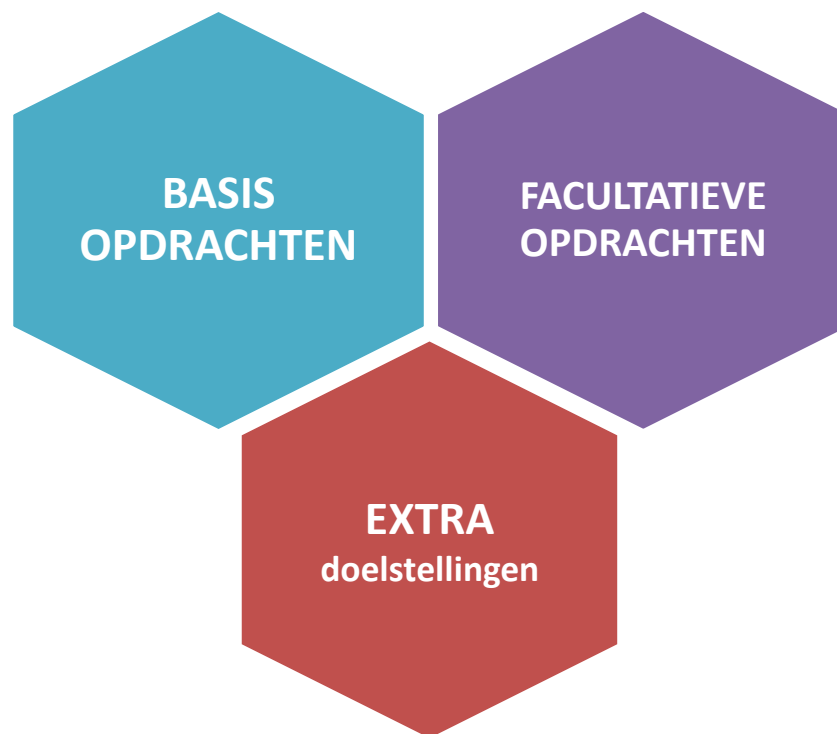 BASIS
OPDRACHTEN
FACULTATIEVE
OPDRACHTEN
EXTRA
doelstellingen